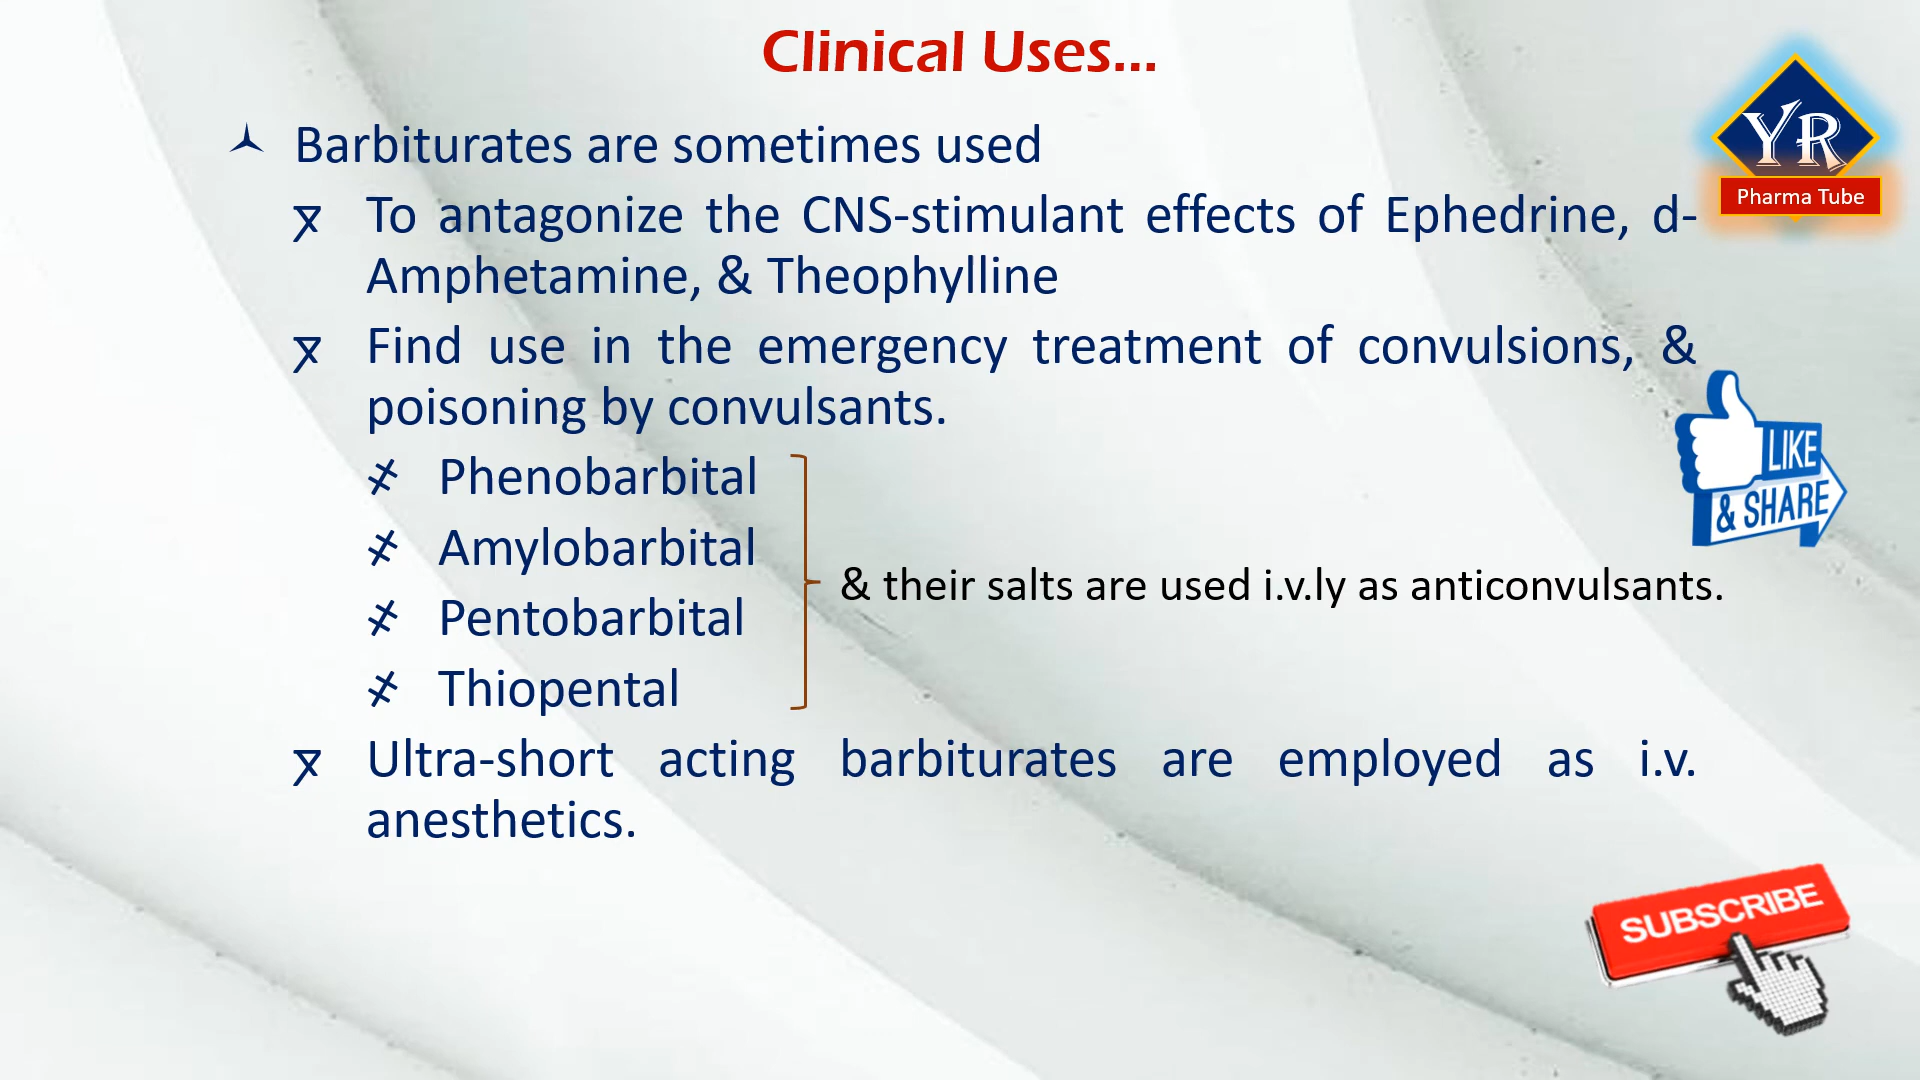 Clinical Uses...
YR
Pharma Tube
Barbiturates are sometimes used
To antagonize the CNS-stimulant effects of Ephedrine, d-
Amphetamine, & Theophylline
Find use in the emergency treatment of convulsions, &
poisoning by convulsants.
LIKE
& SHARE
Phenobarbital
Amylobarbital
Pentobarbital
Thiopental
& their salts are used i.v.ly as anticonvulsants.
Ultra-short acting barbiturates are employed as i.v.
anesthetics.
SUBSCRIBE